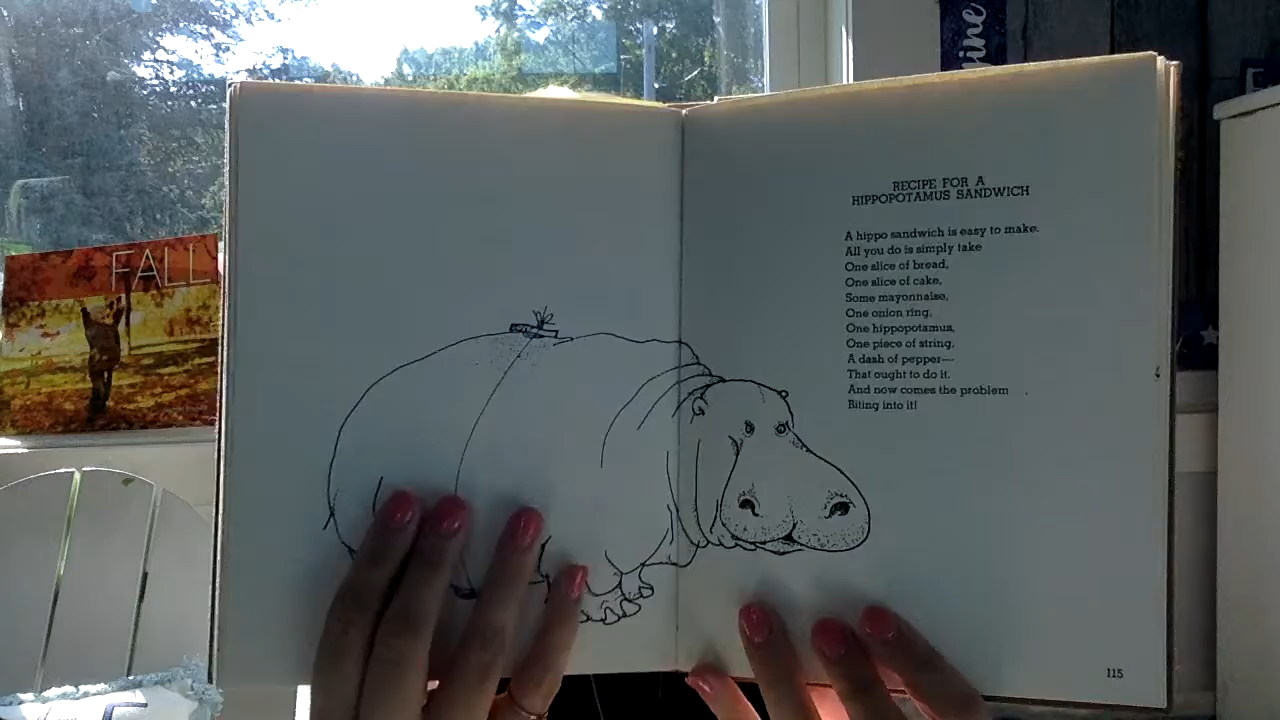 FALL
ine
RECIPE FOR A
HIPPOPOTAMUS SANDWICH
A hippo sandwich is easy to make.
All you do is simply take
One slice of bread,
One slice of cake,
Some mayonnaise,
One onion ring,
One hippopotamus,
One piece of string,
A dash of pepper—
That ought to do it.
And now comes the problem
Biting into it!
115